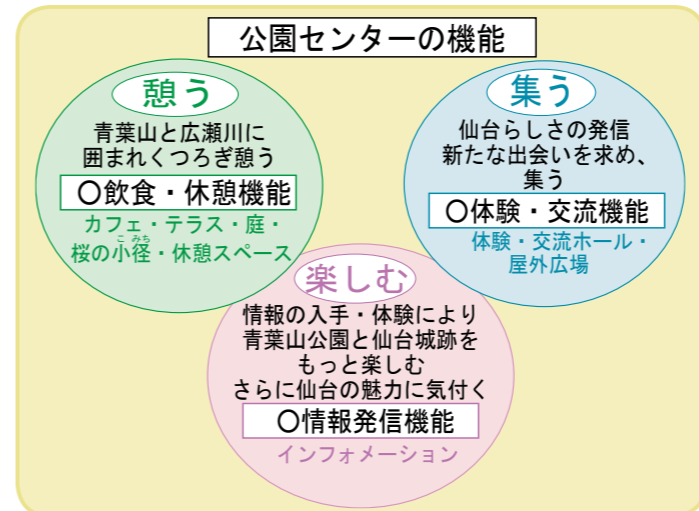 公園センターの機能
憩う
青葉山と広瀬川に
囲まれくつろぎ憩う
〇飲食・休憩機能
カフェ・テラス・庭・
こみち
桜の小径・休憩スペース
集う
仙台らしさの発信
新たな出会いを求め、
集う
〇体験・交流機能
体験・交流ホール・
屋外広場
楽しむ
情報の入手・体験により
青葉山公園と仙台城跡を
もっと楽しむ
さらに仙台の魅力に気付く
〇情報発信機能
インフォメーション